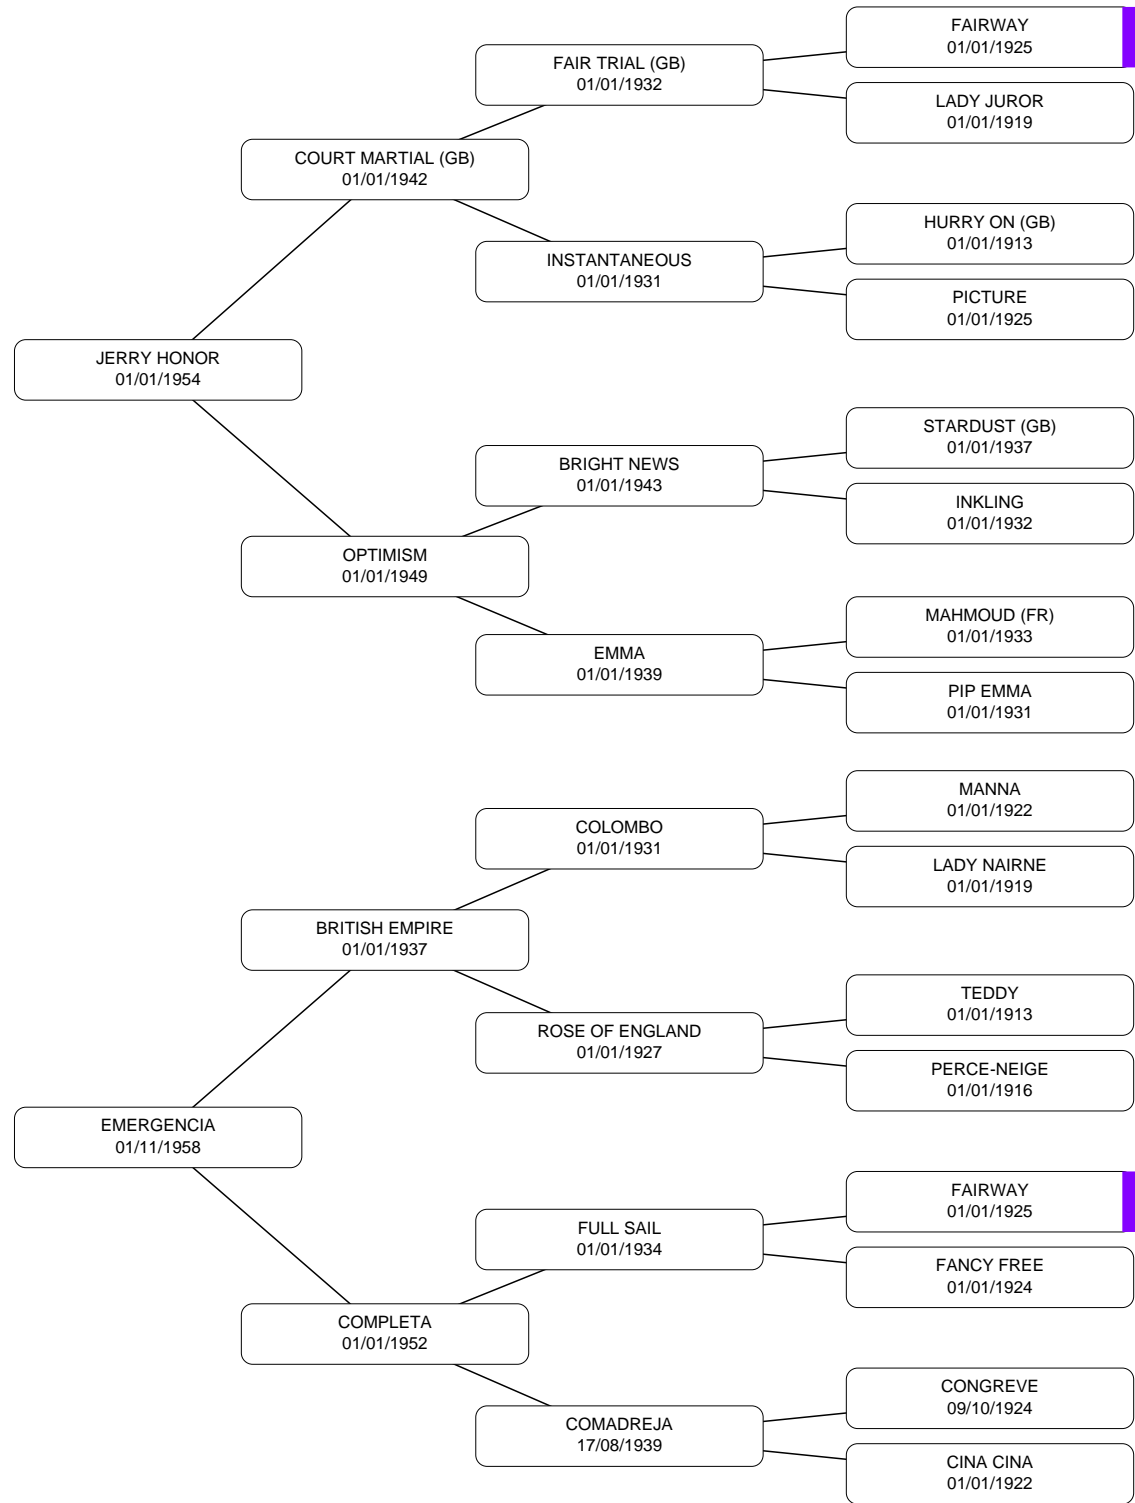 FAIRWAY
01/01/1925
FAIR TRIAL (GB)
01/01/1932
LADY JUROR
01/01/1919
COURT MARTIAL (GB)
01/01/1942
HURRY ON (GB)
01/01/1913
INSTANTANEOUS
01/01/1931
PICTURE
01/01/1925
JERRY HONOR
01/01/1954
STARDUST (GB)
01/01/1937
BRIGHT NEWS
01/01/1943
INKLING
01/01/1932
OPTIMISM
01/01/1949
MAHMOUD (FR)
01/01/1933
EMMA
01/01/1939
PIP EMMA
01/01/1931
MANNA
01/01/1922
COLOMBO
01/01/1931
LADY NAIRNE
01/01/1919
BRITISH EMPIRE
01/01/1937
TEDDY
01/01/1913
ROSE OF ENGLAND
01/01/1927
PERCE-NEIGE
01/01/1916
EMERGENCIA
01/11/1958
FAIRWAY
01/01/1925
FULL SAIL
01/01/1934
FANCY FREE
01/01/1924
COMPLETA
01/01/1952
CONGREVE
09/10/1924
COMADREJA
17/08/1939
CINA CINA
01/01/1922